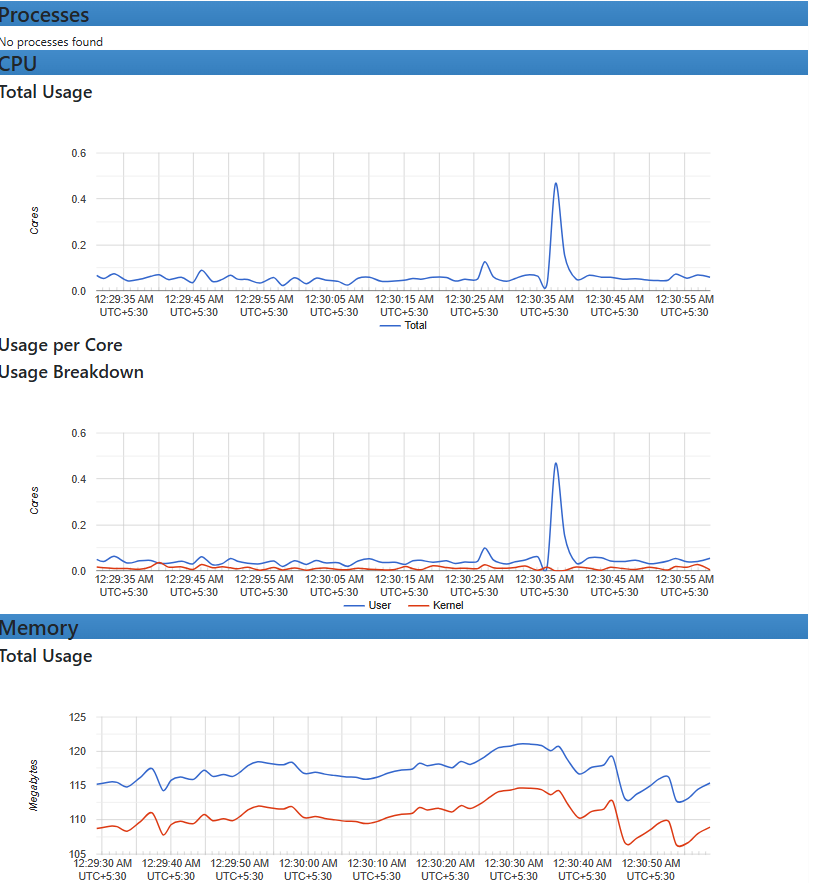 Processes
No processes found
CPU
Total Usage
0.6
0.4
Cores
0.2
0.0
12:29:35 AM 12:29:45 AM 12:29:55 AM 12:30:05 AM 12:30:15 AM 12:30:25 AM 12:30:35 AM 12:30:45 AM 12:30:55 AM
UTC+5:30 UTC+5:30 UTC+5:30 UTC+5:30 UTC+5:30 UTC+5:30 UTC+5:30 UTC+5:30 UTC+5:30
Total
Usage per Core
Usage Breakdown
0.6
0.4
Cores
0.2
0.0
12:29:35 AM 12:29:45 AM 12:29:55 AM 12:30:05 AM 12:30:15 AM 12:30:25 AM 12:30:35 AM 12:30:45 AM 12:30:55 AM
UTC+5:30 UTC+5:30 UTC+5:30 UTC+5:30 UTC+5:30 UTC+5:30 UTC+5:30 UTC+5:30 UTC+5:30
User Kernel
Memory
Total Usage
125
120
Megabytes
115
110
105
12:29:30 AM 12:29:40 AM 12:29:50 AM 12:30:00 AM 12:30:10 AM 12:30:20 AM 12:30:30 AM 12:30:40 AM 12:30:50 AM
UTC+5:30 UTC+5:30 UTC+5:30 UTC+5:30 UTC+5:30 UTC+5:30 UTC+5:30 UTC+5:30 UTC+5:30